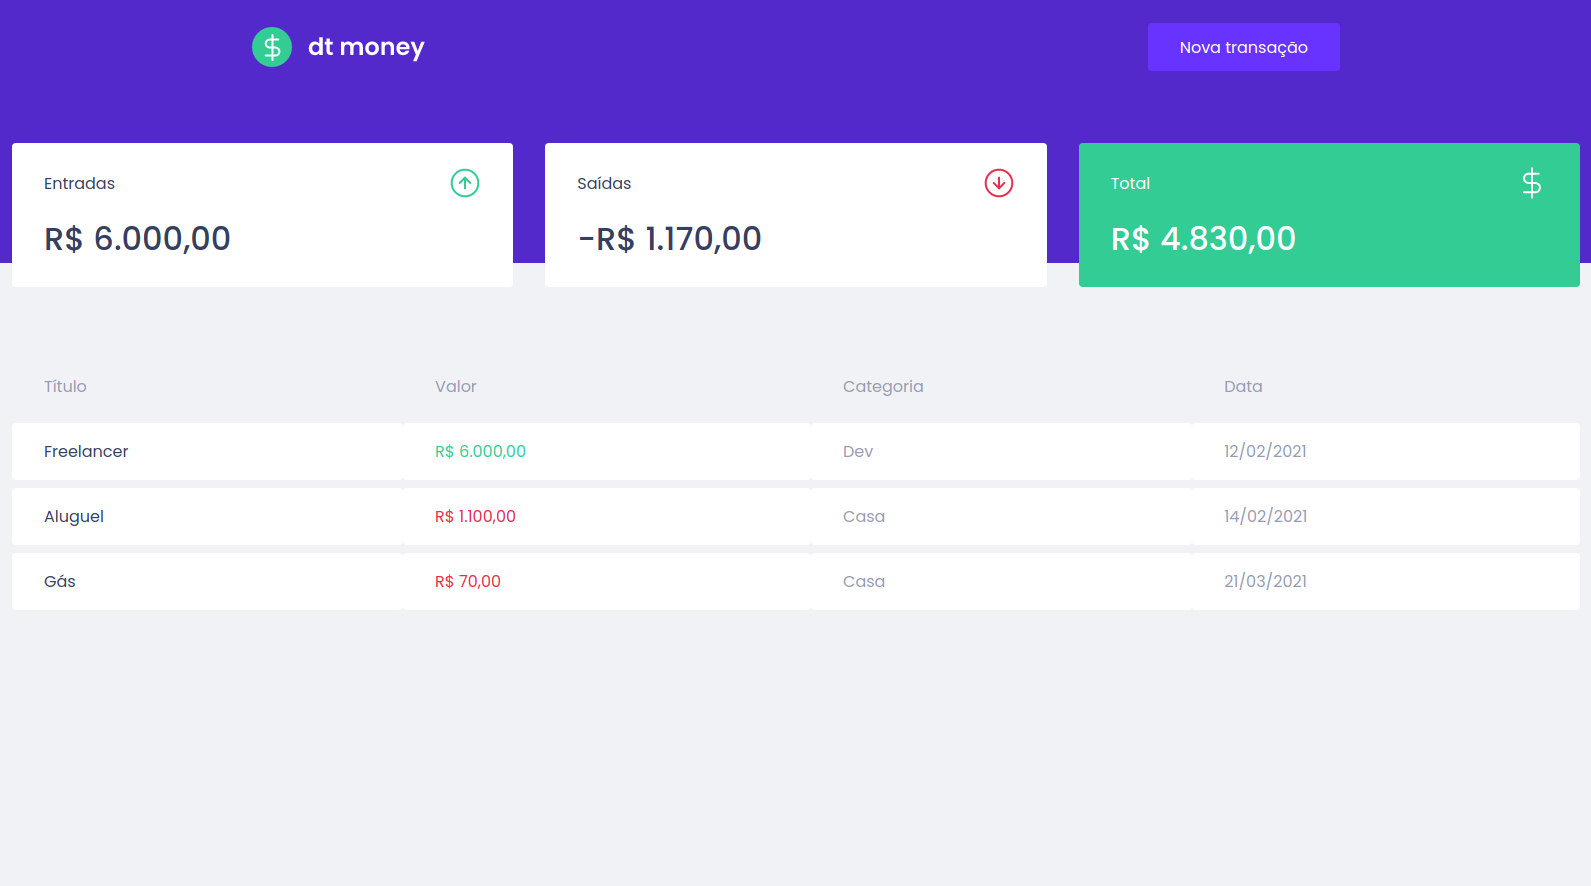 dt money
Nova transação
Entradas
R$ 6.000,00
Saídas
-R$ 1.170,00
Total
R$ 4.830,00
Título Valor Categoria Data
Freelancer R$ 6.000,00 Dev 12/02/2021
Aluguel R$ 1.100,00 Casa 14/02/2021
Gás R$ 70,00 Casa 21/03/2021